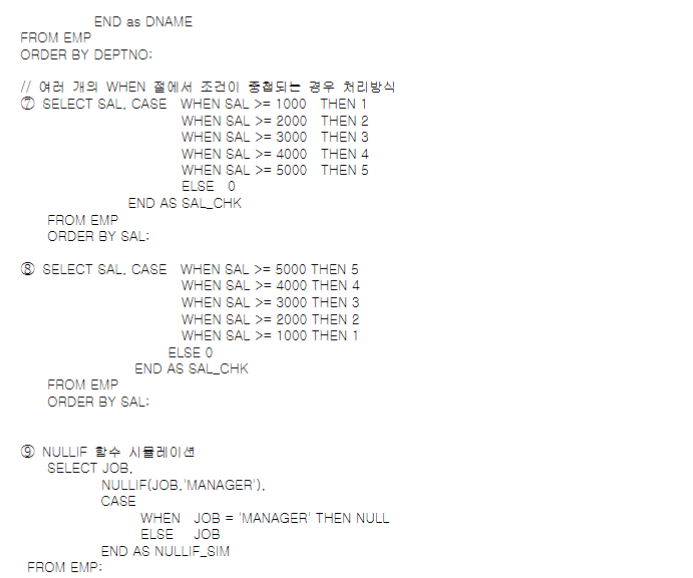 END as DNAME
FROM EMP
ORDER BY DEPTNO;
// 여러 개의 WHEN 절에서 조건이 중첩되는 경우 처리방식
⑦ SELECT SAL, CASE WHEN SAL >= 1000 THEN 1
WHEN SAL >= 2000 THEN 2
WHEN SAL >= 3000 THEN 3
WHEN SAL >= 4000 THEN 4
WHEN SAL >= 5000 THEN 5
ELSE 0
END AS SAL_CHK
FROM EMP
ORDER BY SAL;
⑧ SELECT SAL, CASE WHEN SAL >= 5000 THEN 5
WHEN SAL >= 4000 THEN 4
WHEN SAL >= 3000 THEN 3
WHEN SAL >= 2000 THEN 2
WHEN SAL >= 1000 THEN 1
ELSE 0
END AS SAL_CHK
FROM EMP
ORDER BY SAL;
⑨ NULLIF 함수 시뮬레이션
SELECT JOB,
NULLIF(JOB,'MANAGER'),
CASE
WHEN JOB = 'MANAGER' THEN NULL
ELSE JOB
END AS NULLIF_SIM
FROM EMP;